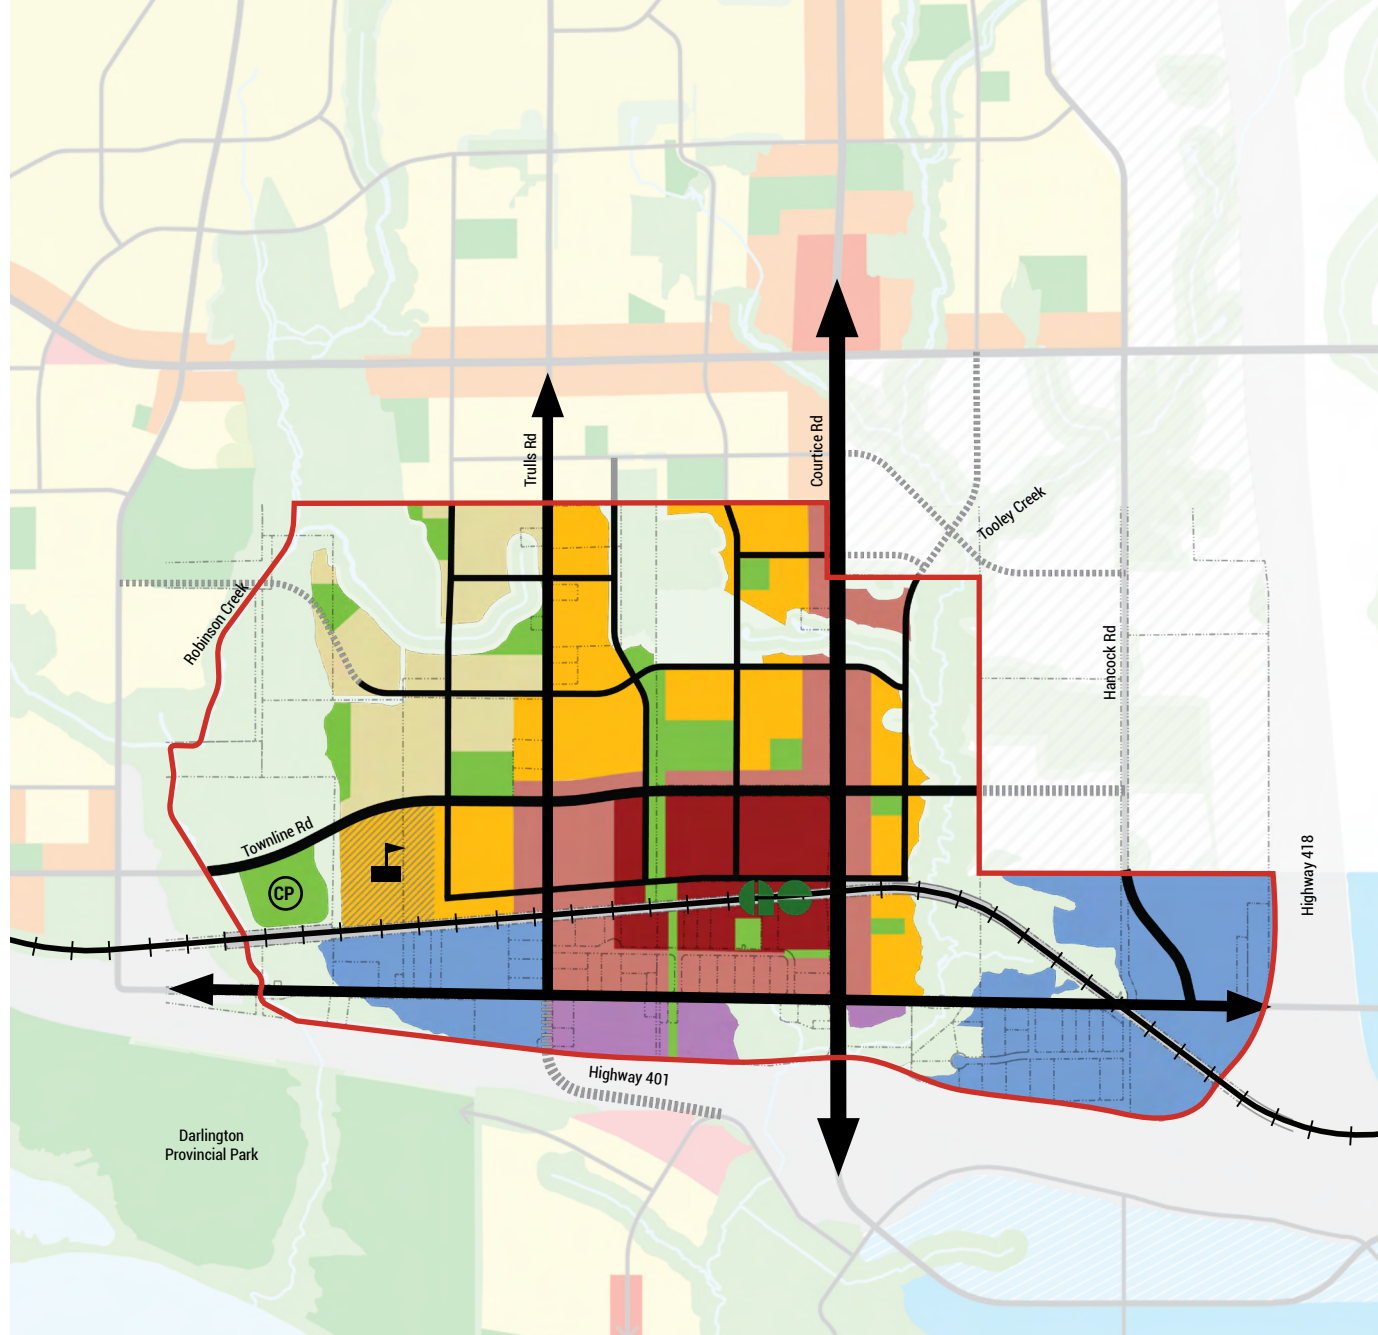 Trulls Rd
Courtice Rd
Tooley Creek
Robinson Creek
Hancock Rd
Townline Rd
CP
Highway 418
Highway 401
Darlington
Provincial Park